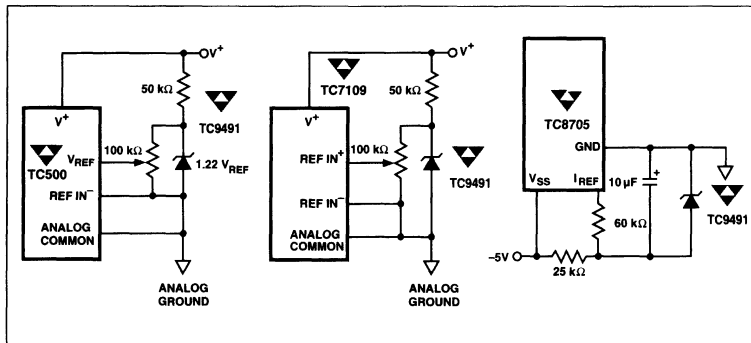 V+
50 kΩ
V+
TC9491
100 kΩ
VREF
1.22 VREF
TC500
REF IN−
ANALOG
COMMON
ANALOG
GROUND
V+
TC7109
50 kΩ
V+
100 kΩ
REF IN+
TC9491
REF IN−
ANALOG
COMMON
ANALOG
GROUND
TC8705
GND
VSS
IREF
10 µF
+
TC9491
60 kΩ
−5V
25 kΩ